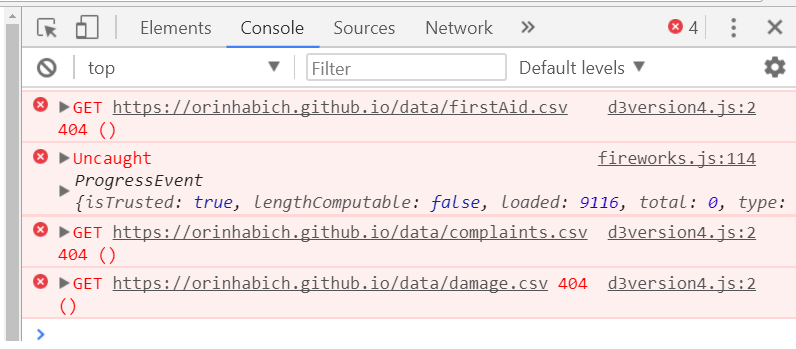 Elements Console Sources Network » 4
top Filter Default levels
GET https://orinhabich.github.io/data/firstAid.csv d3version4.js:2
404 ()
Uncaught fireworks.js:114
ProgressEvent
{isTrusted: true, lengthComputable: false, loaded: 9116, total: 0, type:
GET https://orinhabich.github.io/data/complaints.csv d3version4.js:2
404 ()
GET https://orinhabich.github.io/data/damage.csv 404 d3version4.js:2
()